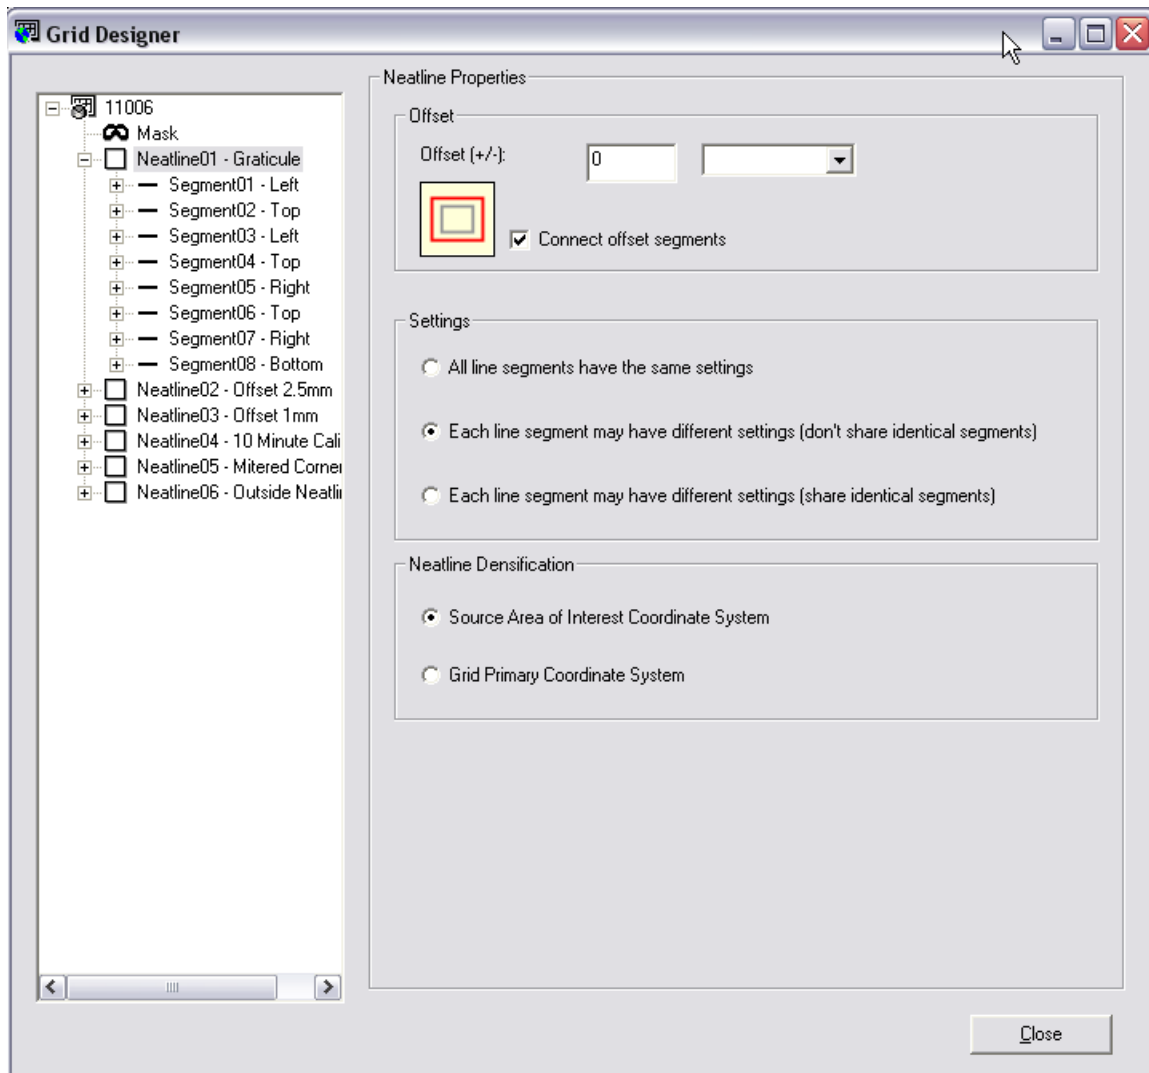 Grid Designer
11006
Mask
Neatline01 - Graticule
Segment01 - Left
Segment02 - Top
Segment03 - Left
Segment04 - Top
Segment05 - Right
Segment06 - Top
Segment07 - Right
Segment08 - Bottom
Neatline02 - Offset 2.5mm
Neatline03 - Offset 1mm
Neatline04 - 10 Minute Cali
Neatline05 - Mitered Corner
Neatline06 - Outside Neatlin
Neatline Properties
Offset
Offset (+/-):
0
Connect offset segments
Settings
All line segments have the same settings
Each line segment may have different settings (don't share identical segments)
Each line segment may have different settings (share identical segments)
Neatline Densification
Source Area of Interest Coordinate System
Grid Primary Coordinate System
Close